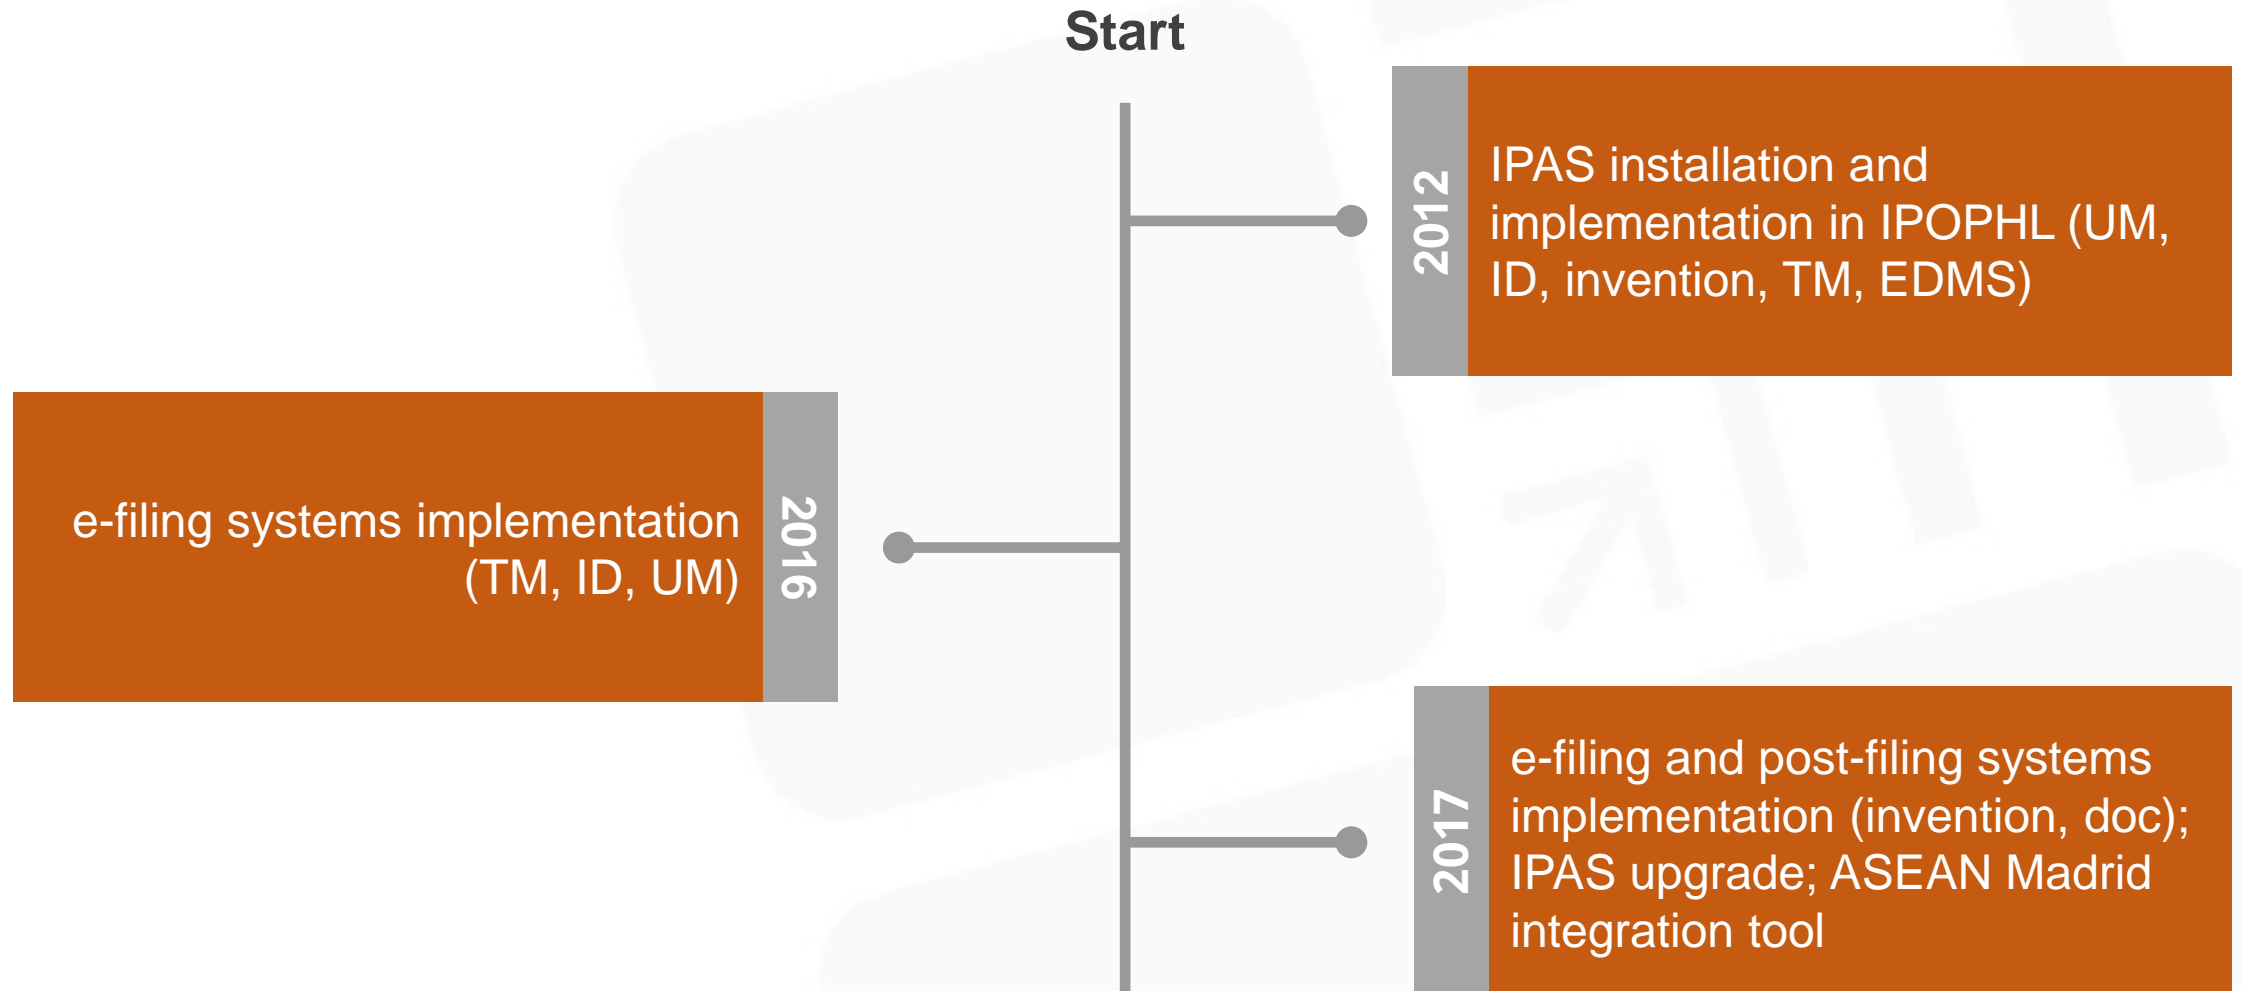 Start
2012
IPAS installation and
implementation in IPOPHL (UM,
ID, invention, TM, EDMS)
e-filing systems implementation
(TM, ID, UM)
2016
2017
e-filing and post-filing systems
implementation (invention, doc);
IPAS upgrade; ASEAN Madrid
integration tool